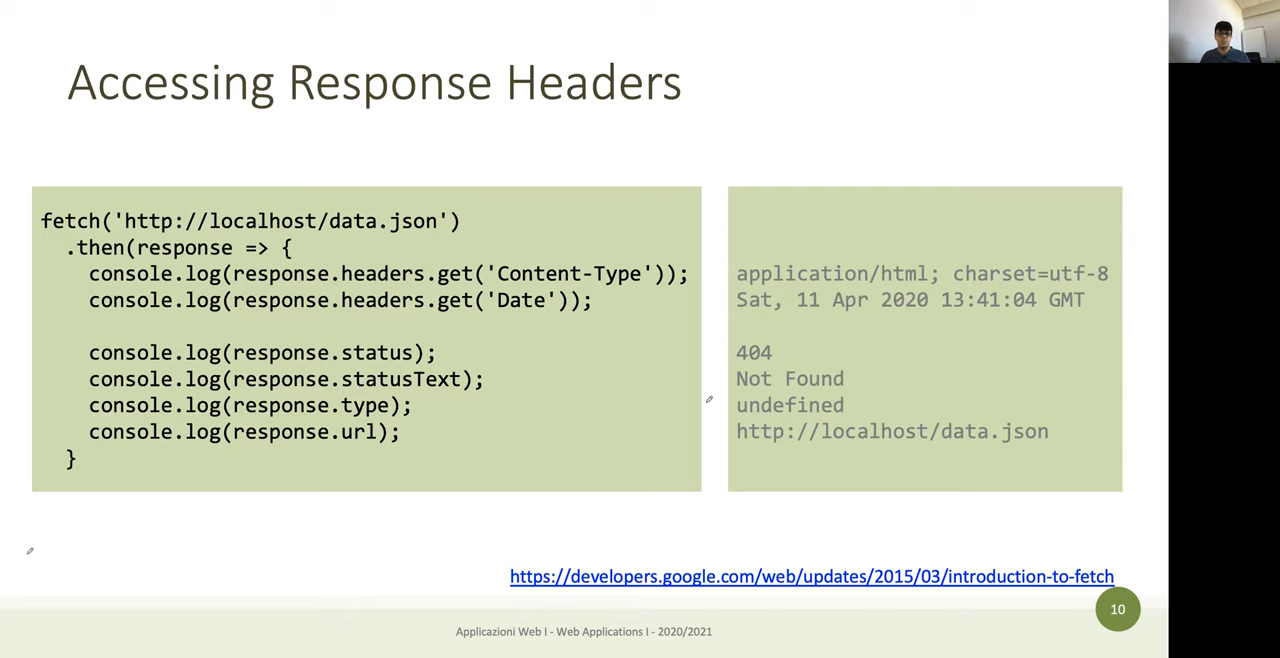 Accessing Response Headers
fetch('http://localhost/data.json')
.then(response => {
console.log(response.headers.get('Content-Type'));
console.log(response.headers.get('Date'));
console.log(response.status);
console.log(response.statusText);
console.log(response.type);
console.log(response.url);
}
application/html; charset=utf-8
Sat, 11 Apr 2020 13:41:04 GMT
404
Not Found
undefined
http://localhost/data.json
https://developers.google.com/web/updates/2015/03/introduction-to-fetch
10
Applicazioni Web I - Web Applications I - 2020/2021